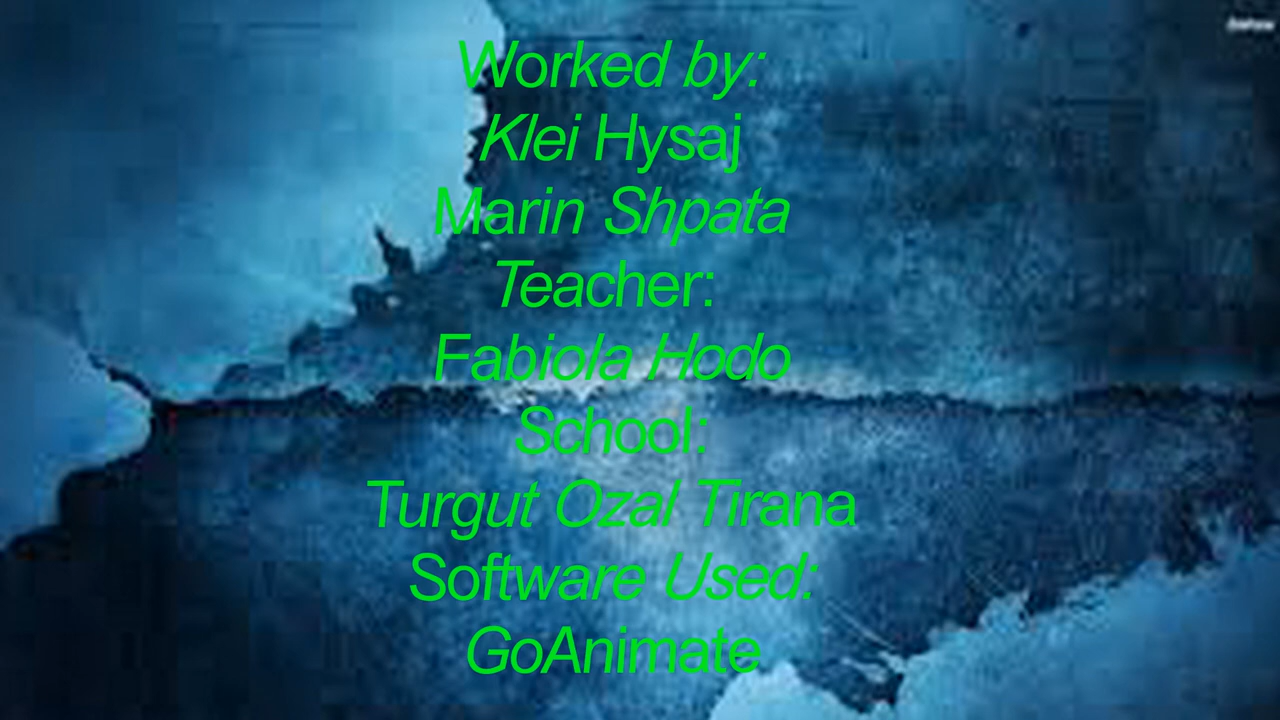 Worked by:
Klei Hysaj
Marin Shpata
Teacher:
Fabiola Hodo
School:
Turgut Ozal Tirana
Software Used:
GoAnimate